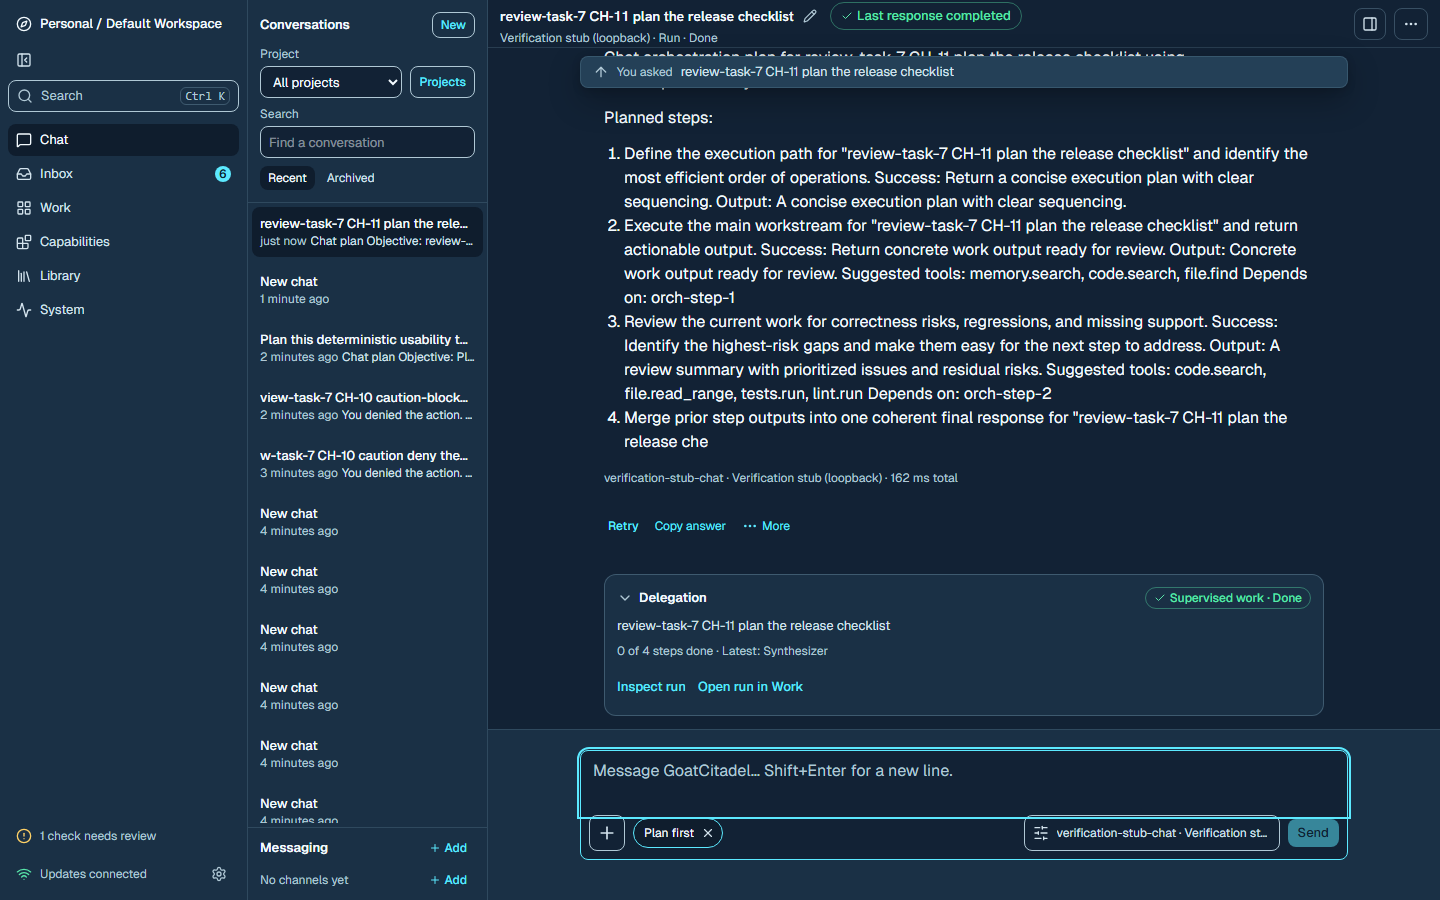 Personal / Default Workspace
Search
Ctrl K
Chat
Inbox
6
Work
Capabilities
Library
System
1 check needs review
Updates connected
Conversations
New
Project
All projects
Projects
Search
Find a conversation
Recent
Archived
review-task-7 CH-11 plan the rele...
just now Chat plan Objective: review-...
New chat
1 minute ago
Plan this deterministic usability t...
2 minutes ago Chat plan Objective: Pl...
view-task-7 CH-10 caution-block...
2 minutes ago You denied the action. ...
w-task-7 CH-10 caution deny the...
3 minutes ago You denied the action. ...
New chat
4 minutes ago
New chat
4 minutes ago
New chat
4 minutes ago
New chat
4 minutes ago
New chat
4 minutes ago
New chat
4 minutes ago
Messaging
+ Add
No channels yet
+ Add
review-task-7 CH-11 plan the release checklist
Last response completed
Verification stub (loopback) · Run · Done
Chat orchestration plan for review-task-7 CH-11 plan the release checklist using
You asked review-task-7 CH-11 plan the release checklist
Planned steps:
1. Define the execution path for "review-task-7 CH-11 plan the release checklist" and identify the
most efficient order of operations. Success: Return a concise execution plan with clear
sequencing. Output: A concise execution plan with clear sequencing.
2. Execute the main workstream for "review-task-7 CH-11 plan the release checklist" and return
actionable output. Success: Return concrete work output ready for review. Output: Concrete
work output ready for review. Suggested tools: memory.search, code.search, file.find Depends
on: orch-step-1
3. Review the current work for correctness risks, regressions, and missing support. Success:
Identify the highest-risk gaps and make them easy for the next step to address. Output: A
review summary with prioritized issues and residual risks. Suggested tools: code.search,
file.read_range, tests.run, lint.run Depends on: orch-step-2
4. Merge prior step outputs into one coherent final response for "review-task-7 CH-11 plan the
release che
verification-stub-chat · Verification stub (loopback) · 162 ms total
Retry
Copy answer
··· More
Delegation
Supervised work · Done
review-task-7 CH-11 plan the release checklist
0 of 4 steps done · Latest: Synthesizer
Inspect run
Open run in Work
Message GoatCitadel... Shift+Enter for a new line.
Plan first
verification-stub-chat · Verification st...
Send